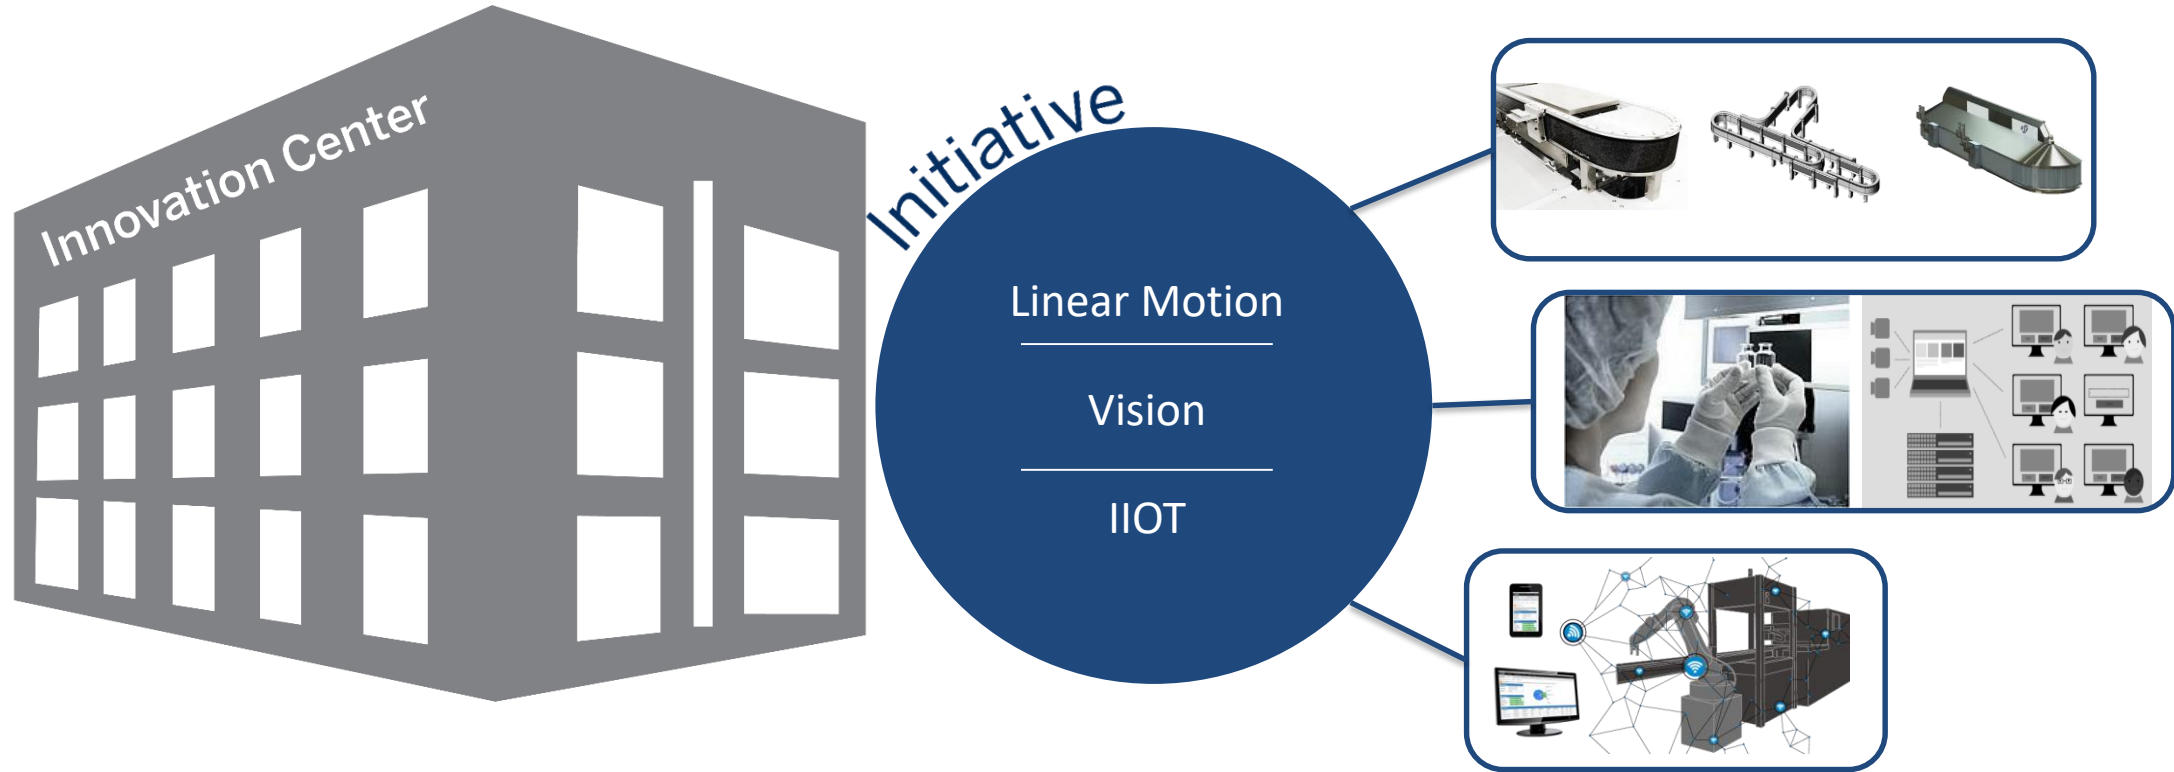 Innovation Center
Initiative
Linear Motion
Vision
IIOT